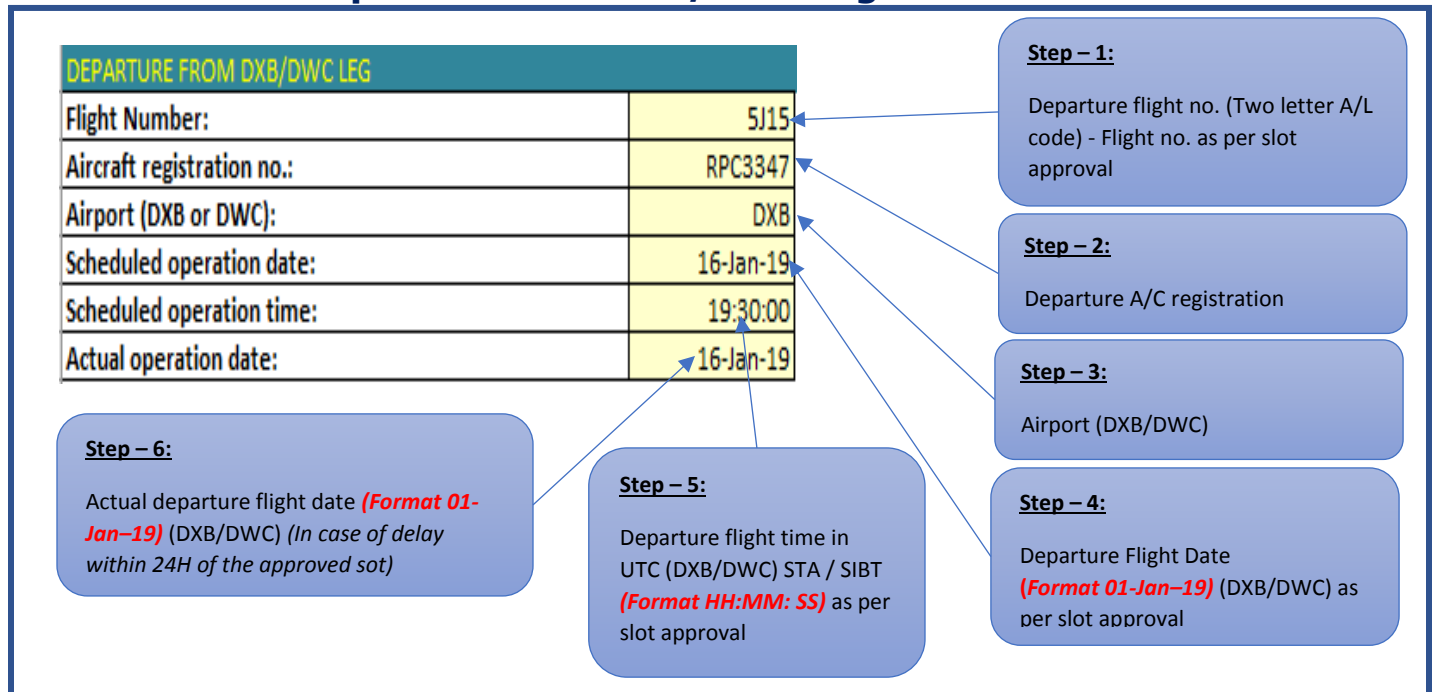 DEPARTURE FROM DXB/DWC LEG
Flight Number: 5J15
Aircraft registration no.: RPC3347
Airport (DXB or DWC): DXB
Scheduled operation date: 16-Jan-19
Scheduled operation time: 19:30:00
Actual operation date: 16-Jan-19
Step – 1:
Departure flight no. (Two letter A/L
code) - Flight no. as per slot
approval
Step – 2:
Departure A/C registration
Step – 3:
Airport (DXB/DWC)
Step – 4:
Departure Flight Date
(Format 01-Jan–19) (DXB/DWC) as
per slot approval
Step – 5:
Departure flight time in
UTC (DXB/DWC) STA / SIBT
(Format HH:MM: SS) as per
slot approval
Step – 6:
Actual departure flight date (Format 01-
Jan–19) (DXB/DWC) (In case of delay
within 24H of the approved sot)